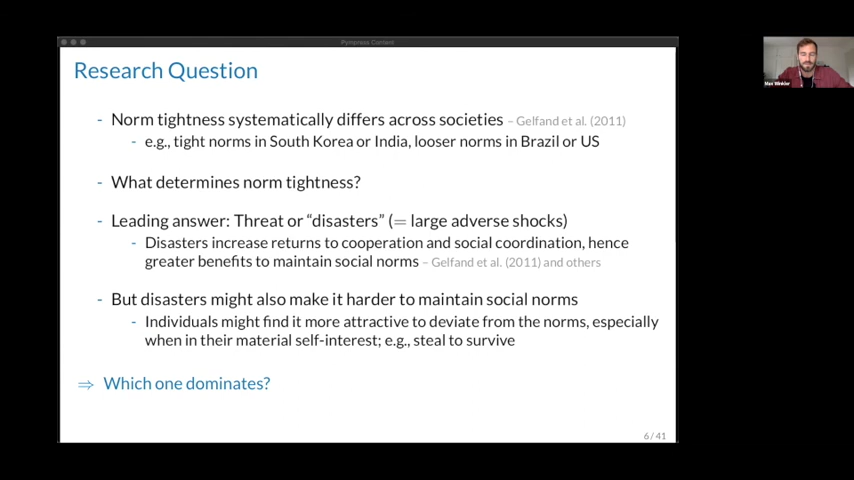 Pympress Content
Research Question
- Norm tightness systematically differs across societies – Gelfand et al. (2011)
- e.g., tight norms in South Korea or India, looser norms in Brazil or US
- What determines norm tightness?
- Leading answer: Threat or “disasters” (= large adverse shocks)
- Disasters increase returns to cooperation and social coordination, hence
greater benefits to maintain social norms – Gelfand et al. (2011) and others
- But disasters might also make it harder to maintain social norms
- Individuals might find it more attractive to deviate from the norms, especially
when in their material self-interest; e.g., steal to survive
⇒ Which one dominates?
6 / 41
Max Winkler